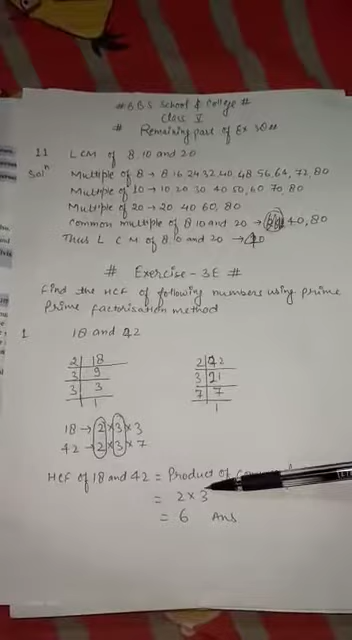 # G.B.S School & College #
Class V
# Remaining part of Ex 3D #
11 LCM of 8, 10 and 20
Soln Multiple of 8 → 8 16 24 32, 40, 48 56, 64, 72, 80
Multiple of 10 → 10 20 30 40 50, 60 70, 80
Multiple of 20 → 20 40 60, 80
Common multiple of 8, 10 and 20 → 40, 80
Thus L C M of 8, 10 and 20 → 40
# Exercise - 3E #
Find the HCF of following numbers using prime
Prime factorisation method
1 18 and 42
2 18 2 42
3 9 3 21
3 3 7 7
1 1
18 → 2 × 3 × 3
42 → 2 × 3 × 7
HCF of 18 and 42 = Product of
= 2 × 3
= 6 Ans